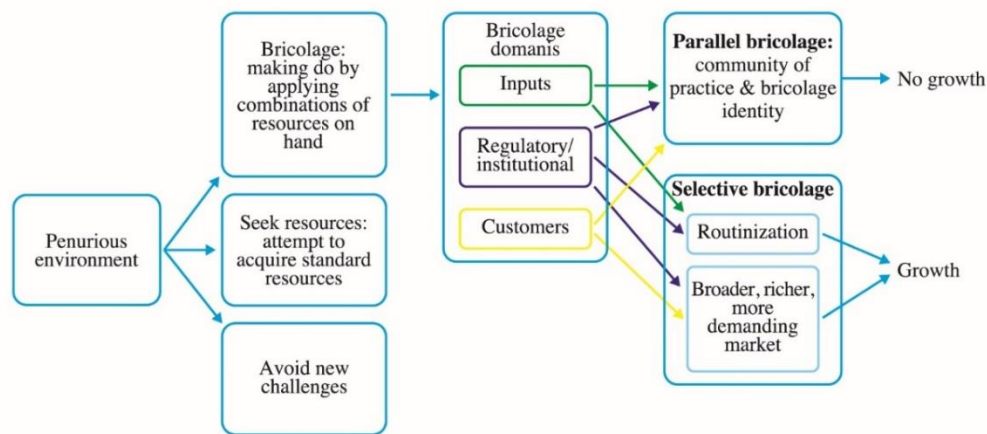 Penurious
environment
Bricolage:
making do by
applying
combinations of
resources on
hand
Seek resources:
attempt to
acquire standard
resources
Avoid new
challenges
Bricolage
domanis
Inputs
Regulatory/
institutional
Customers
Parallel bricolage:
community of
practice & bricolage
identity
No growth
Selective bricolage
Routinization
Broader, richer,
more
demanding
market
Growth